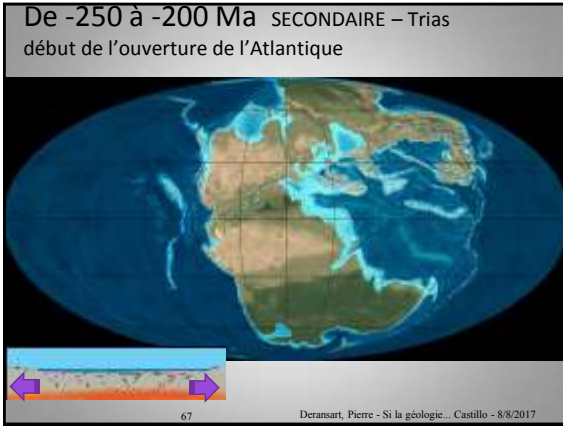 De -250 à -200 Ma SECONDAIRE – Trias
début de l’ouverture de l’Atlantique
67
Deransart, Pierre - Si la géologie... Castillo - 8/8/2017